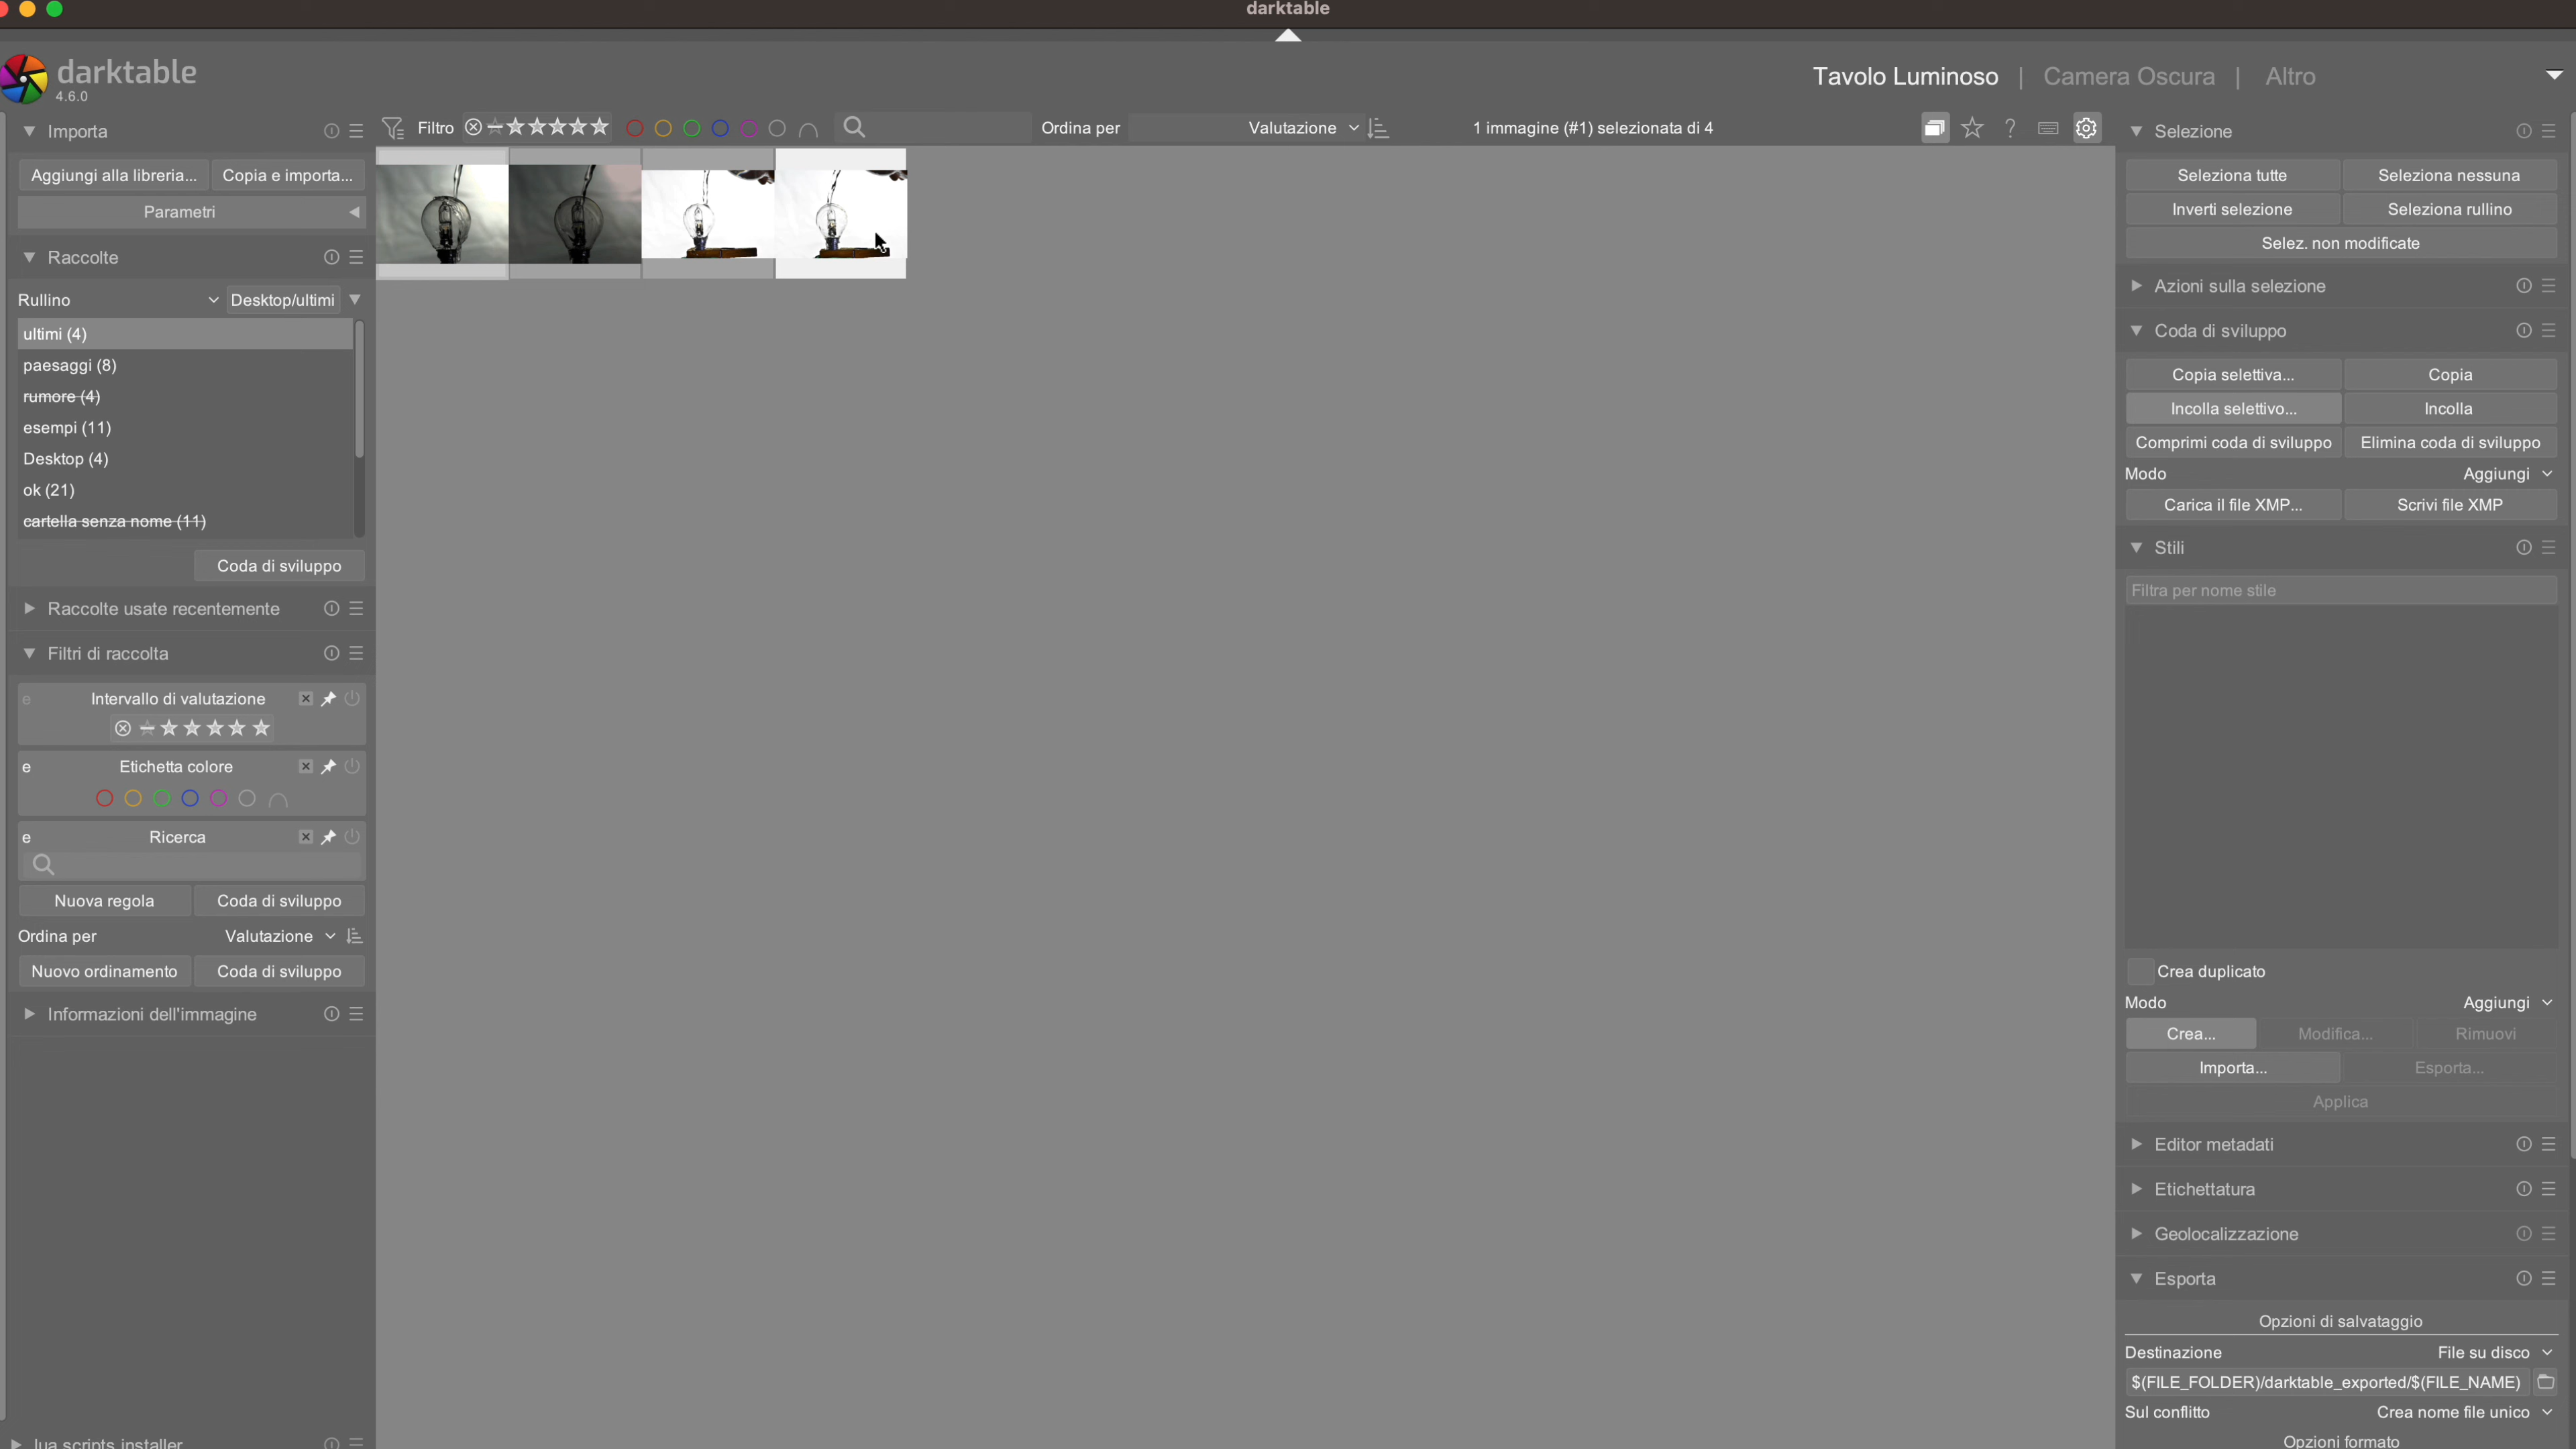 darktable
darktable
4.6.0
Tavolo Luminoso | Camera Oscura | Altro
Importa
Filtro
Ordina per Valutazione
1 immagine (#1) selezionata di 4
Aggiungi alla libreria... Copia e importa...
Parametri
Raccolte
Rullino Desktop/ultimi
ultimi (4)
paesaggi (8)
rumore (4)
esempi (11)
Desktop (4)
ok (21)
cartella senza nome (11)
Coda di sviluppo
Raccolte usate recentemente
Filtri di raccolta
e Intervallo di valutazione
e Etichetta colore
e Ricerca
Nuova regola Coda di sviluppo
Ordina per Valutazione
Nuovo ordinamento Coda di sviluppo
Informazioni dell'immagine
lua scripts installer
Selezione
Seleziona tutte Seleziona nessuna
Inverti selezione Seleziona rullino
Selez. non modificate
Azioni sulla selezione
Coda di sviluppo
Copia selettiva... Copia
Incolla selettivo... Incolla
Comprimi coda di sviluppo Elimina coda di sviluppo
Modo Aggiungi
Carica il file XMP... Scrivi file XMP
Stili
Filtra per nome stile
Crea duplicato
Modo Aggiungi
Crea... Modifica... Rimuovi
Importa... Esporta...
Applica
Editor metadati
Etichettatura
Geolocalizzazione
Esporta
Opzioni di salvataggio
Destinazione File su disco
$(FILE_FOLDER)/darktable_exported/$(FILE_NAME)
Sul conflitto Crea nome file unico
Opzioni formato